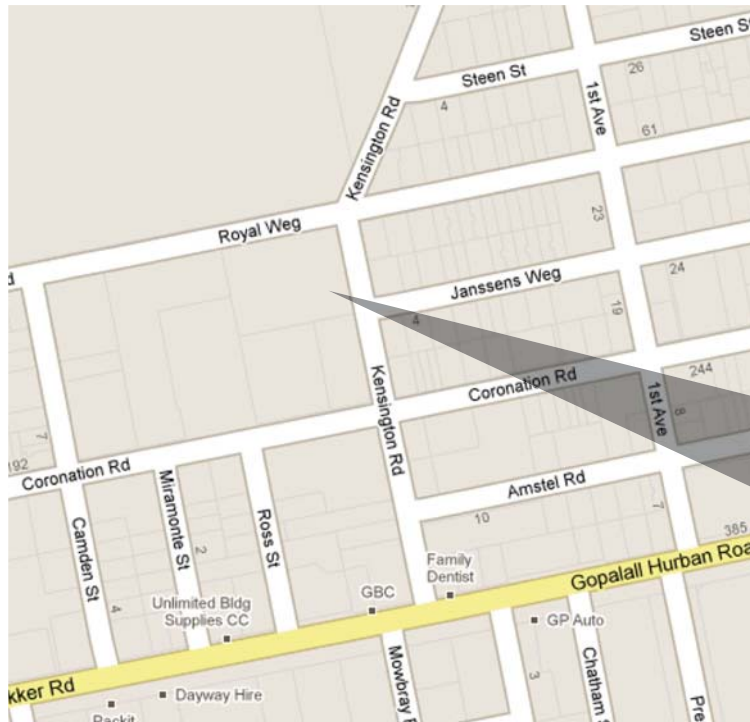 Steen St
Steen St
26
1st Ave
4
61
Kensington Rd
Royal Weg
23
Janssens Weg
24
19
4
Coronation Rd
244
1st Ave
8
Kensington Rd
7
192
Coronation Rd
Camden St
Miramonte St
2
Ross St
Amstel Rd
10
7
385
Family
Dentist
Gopalall Hurban Roa
GBC
Unlimited Bldg
Supplies CC
4
GP Auto
kker Rd
Dayway Hire
Packit
Mowbray R
3
Chatham S
Pre